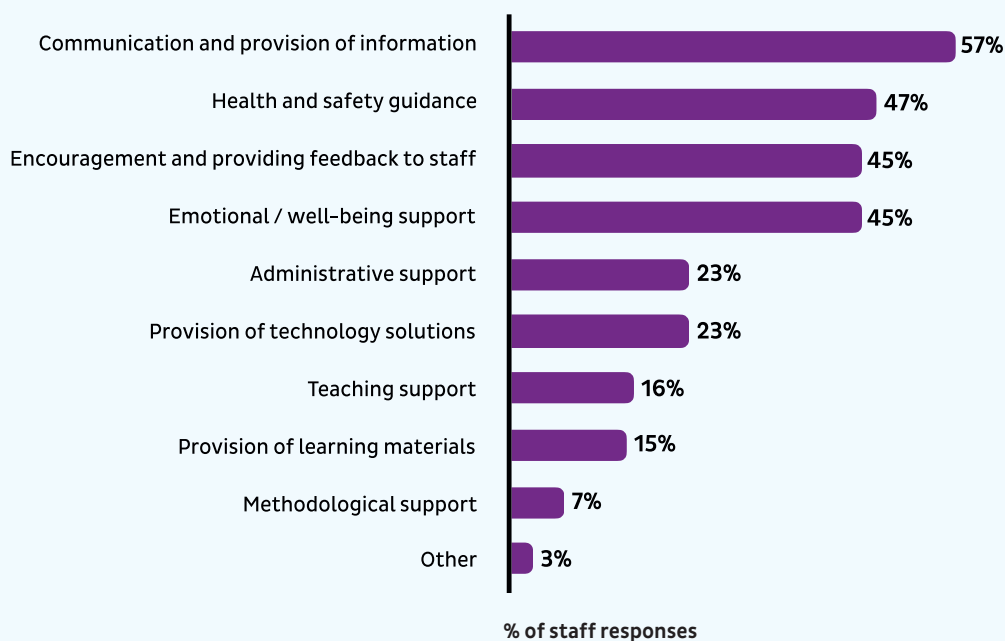 Communication and provision of information 57%
Health and safety guidance 47%
Encouragement and providing feedback to staff 45%
Emotional / well-being support 45%
Administrative support 23%
Provision of technology solutions 23%
Teaching support 16%
Provision of learning materials 15%
Methodological support 7%
Other 3%
% of staff responses